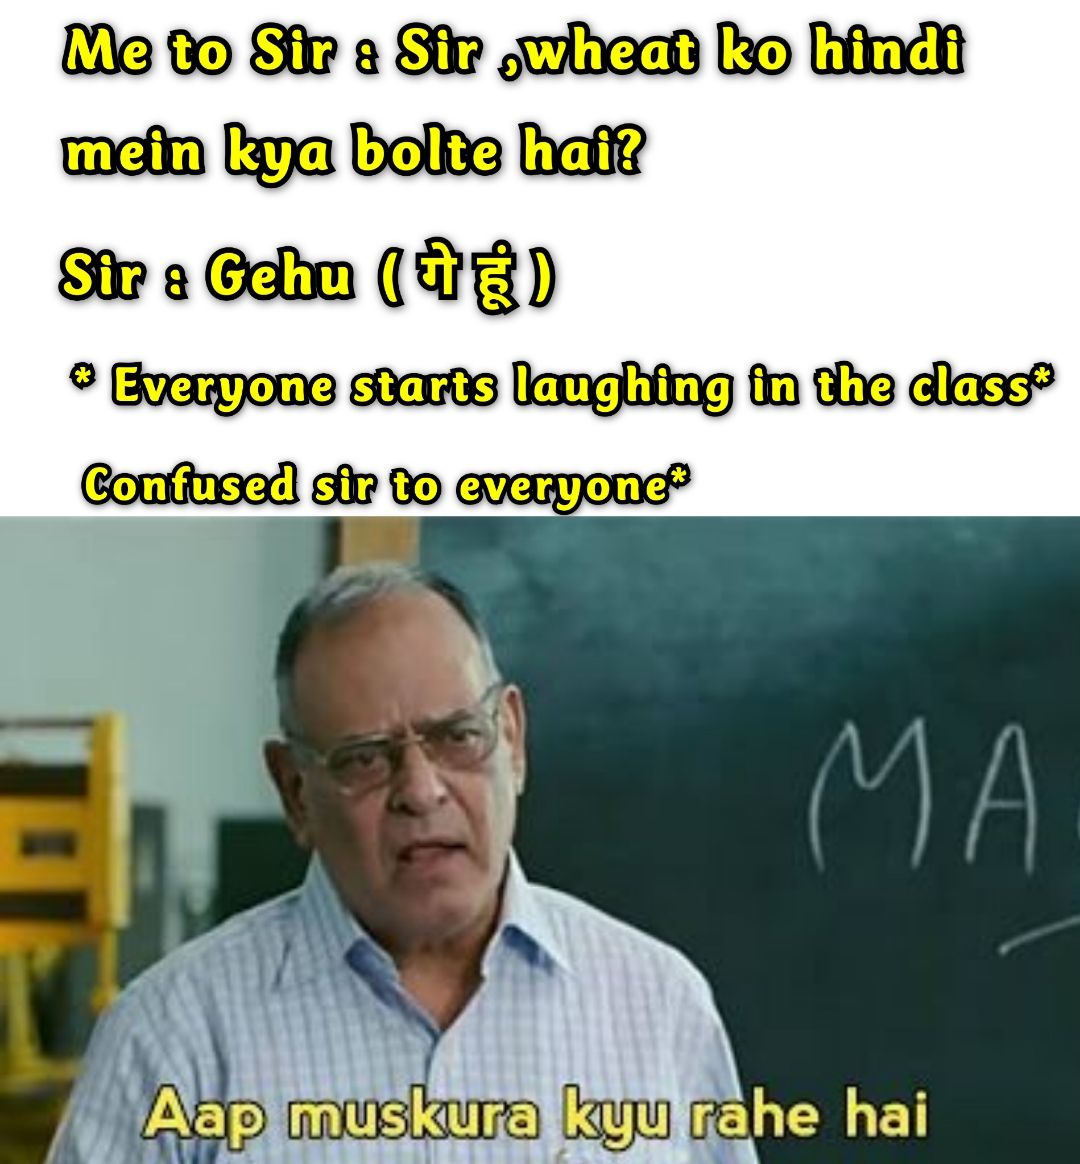 Me to Sir : Sir ,wheat ko hindi
mein kya bolte hai?
Sir : Gehu ( गे हूं )
* Everyone starts laughing in the class*
Confused sir to everyone*
MA
Aap muskura kyu rahe hai